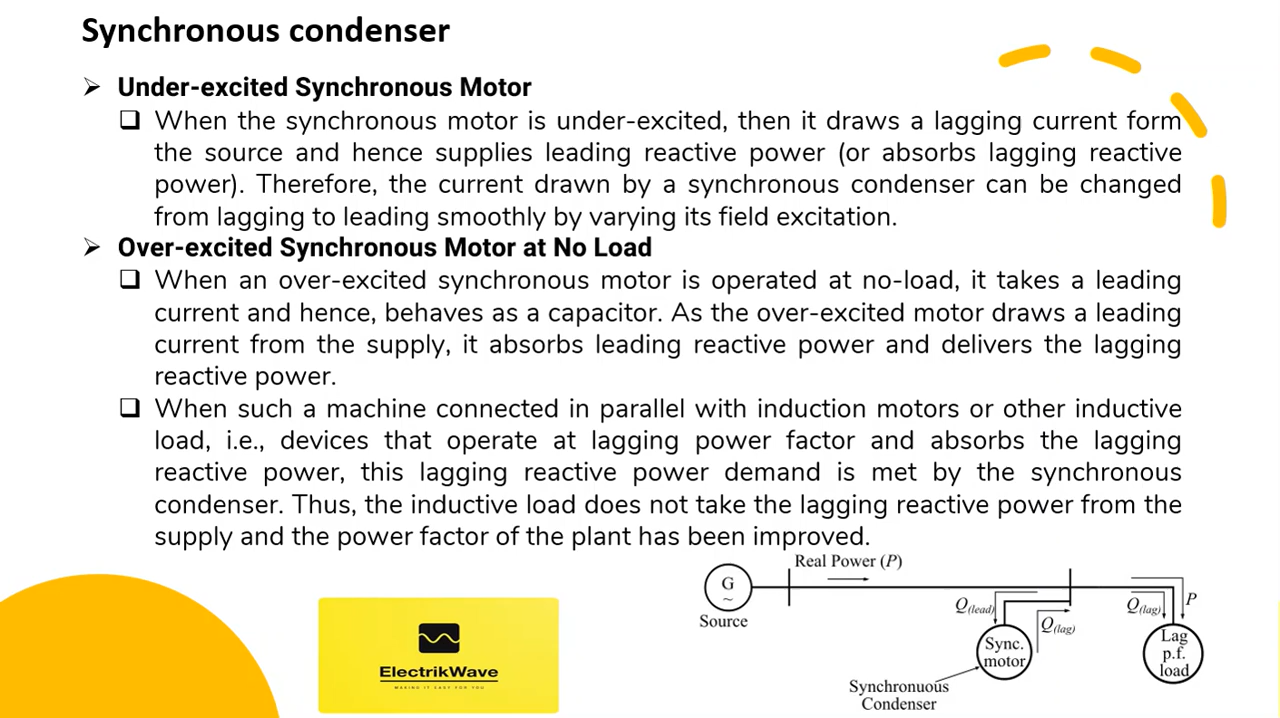 Synchronous condenser
Under-excited Synchronous Motor
When the synchronous motor is under-excited, then it draws a lagging current form
the source and hence supplies leading reactive power (or absorbs lagging reactive
power). Therefore, the current drawn by a synchronous condenser can be changed
from lagging to leading smoothly by varying its field excitation.
Over-excited Synchronous Motor at No Load
When an over-excited synchronous motor is operated at no-load, it takes a leading
current and hence, behaves as a capacitor. As the over-excited motor draws a leading
current from the supply, it absorbs leading reactive power and delivers the lagging
reactive power.
When such a machine connected in parallel with induction motors or other inductive
load, i.e., devices that operate at lagging power factor and absorbs the lagging
reactive power, this lagging reactive power demand is met by the synchronous
condenser. Thus, the inductive load does not take the lagging reactive power from the
supply and the power factor of the plant has been improved.
Real Power (P)
G
~
Source
Q(lead)
Q(lag)
Q(lag)
P
Sync.
motor
Lag
p.f.
load
Synchronuous
Condenser
ElectrikWave
MAKING IT EASY FOR YOU